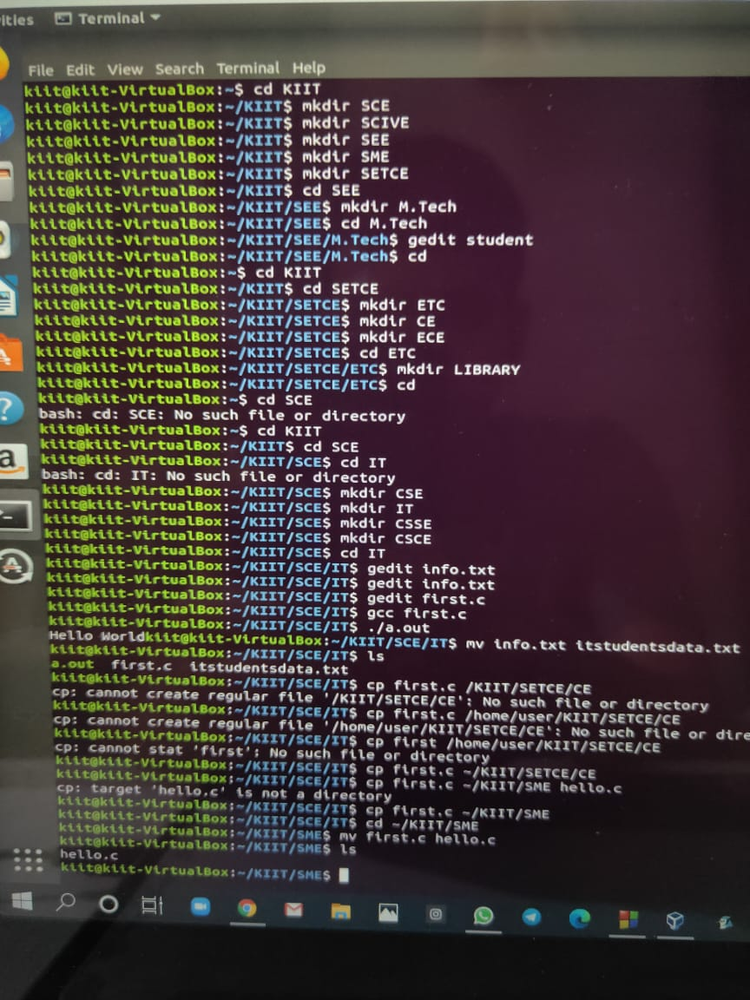 ities Terminal
File Edit View Search Terminal Help
kiit@kiit-VirtualBox:~$ cd KIIT
kiit@kiit-VirtualBox:~/KIIT$ mkdir SCE
kiit@kiit-VirtualBox:~/KIIT$ mkdir SCIVE
kiit@kiit-VirtualBox:~/KIIT$ mkdir SEE
kiit@kiit-VirtualBox:~/KIIT$ mkdir SME
kiit@kiit-VirtualBox:~/KIIT$ mkdir SETCE
kiit@kiit-VirtualBox:~/KIIT$ cd SEE
kiit@kiit-VirtualBox:~/KIIT/SEE$ mkdir M.Tech
kiit@kiit-VirtualBox:~/KIIT/SEE$ cd M.Tech
kiit@kiit-VirtualBox:~/KIIT/SEE/M.Tech$ gedit student
kiit@kiit-VirtualBox:~/KIIT/SEE/M.Tech$ cd
kiit@kiit-VirtualBox:~$ cd KIIT
kiit@kiit-VirtualBox:~/KIIT$ cd SETCE
kiit@kiit-VirtualBox:~/KIIT/SETCE$ mkdir ETC
kiit@kiit-VirtualBox:~/KIIT/SETCE$ mkdir CE
kiit@kiit-VirtualBox:~/KIIT/SETCE$ mkdir ECE
kiit@kiit-VirtualBox:~/KIIT/SETCE$ cd ETC
kiit@kiit-VirtualBox:~/KIIT/SETCE/ETC$ mkdir LIBRARY
kiit@kiit-VirtualBox:~/KIIT/SETCE/ETC$ cd
kiit@kiit-VirtualBox:~$ cd SCE
bash: cd: SCE: No such file or directory
kiit@kiit-VirtualBox:~$ cd KIIT
kiit@kiit-VirtualBox:~/KIIT$ cd SCE
kiit@kiit-VirtualBox:~/KIIT/SCE$ cd IT
bash: cd: IT: No such file or directory
kiit@kiit-VirtualBox:~/KIIT/SCE$ mkdir CSE
kiit@kiit-VirtualBox:~/KIIT/SCE$ mkdir IT
kiit@kiit-VirtualBox:~/KIIT/SCE$ mkdir CSSE
kiit@kiit-VirtualBox:~/KIIT/SCE$ mkdir CSCE
kiit@kiit-VirtualBox:~/KIIT/SCE$ cd IT
kiit@kiit-VirtualBox:~/KIIT/SCE/IT$ gedit info.txt
kiit@kiit-VirtualBox:~/KIIT/SCE/IT$ gedit info.txt
kiit@kiit-VirtualBox:~/KIIT/SCE/IT$ gedit first.c
kiit@kiit-VirtualBox:~/KIIT/SCE/IT$ gcc first.c
kiit@kiit-VirtualBox:~/KIIT/SCE/IT$ ./a.out
Hello Worldkiit@kiit-VirtualBox:~/KIIT/SCE/IT$ mv info.txt itstudentsdata.txt
kiit@kiit-VirtualBox:~/KIIT/SCE/IT$ ls
a.out first.c itstudentsdata.txt
kiit@kiit-VirtualBox:~/KIIT/SCE/IT$ cp first.c /KIIT/SETCE/CE
cp: cannot create regular file '/KIIT/SETCE/CE': No such file or directory
kiit@kiit-VirtualBox:~/KIIT/SCE/IT$ cp first.c /home/user/KIIT/SETCE/CE
cp: cannot create regular file '/home/user/KIIT/SETCE/CE': No such file or dire
kiit@kiit-VirtualBox:~/KIIT/SCE/IT$ cp first /home/user/KIIT/SETCE/CE
cp: cannot stat 'first': No such file or directory
kiit@kiit-VirtualBox:~/KIIT/SCE/IT$ cp first.c ~/KIIT/SETCE/CE
kiit@kiit-VirtualBox:~/KIIT/SCE/IT$ cp first.c ~/KIIT/SME hello.c
cp: target 'hello.c' is not a directory
kiit@kiit-VirtualBox:~/KIIT/SCE/IT$ cp first.c ~/KIIT/SME
kiit@kiit-VirtualBox:~/KIIT/SCE/IT$ cd ~/KIIT/SME
kiit@kiit-VirtualBox:~/KIIT/SME$ mv first.c hello.c
kiit@kiit-VirtualBox:~/KIIT/SME$ ls
hello.c
kiit@kiit-VirtualBox:~/KIIT/SME$